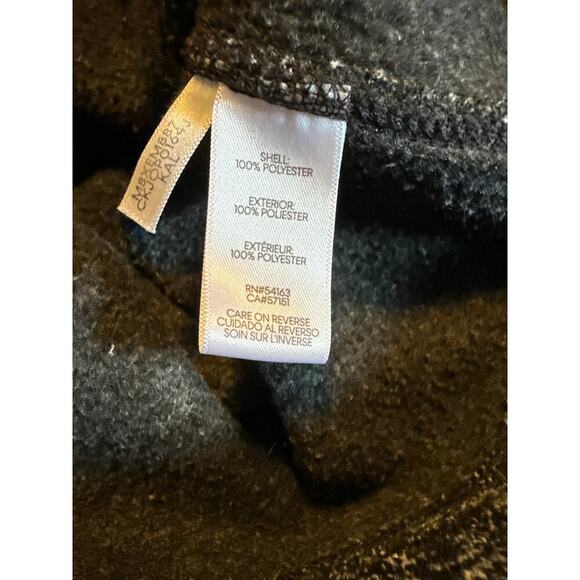 SHELL:
100% POLYESTER
EXTERIOR:
100% POLIESTER
EXTÉRIEUR:
100% POLYESTER
RN#54163
CA#57151
CARE ON REVERSE
CUIDADO AL REVERSO
SOIN SUR L'INVERSE
KAL